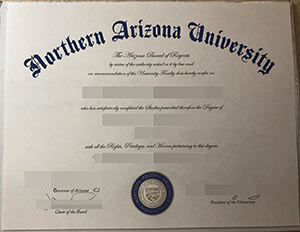 Northern Arizona University
The Arizona Board of Regents
by virtue of the authority vested in it by law and
on recommendation of the University Faculty does hereby confer on
who has satisfactorily completed the Studies prescribed therefor the Degree of
with all the Rights, Privileges, and Honors pertaining to this degree.
Governor of Arizona
Chair of the Board
President of the University